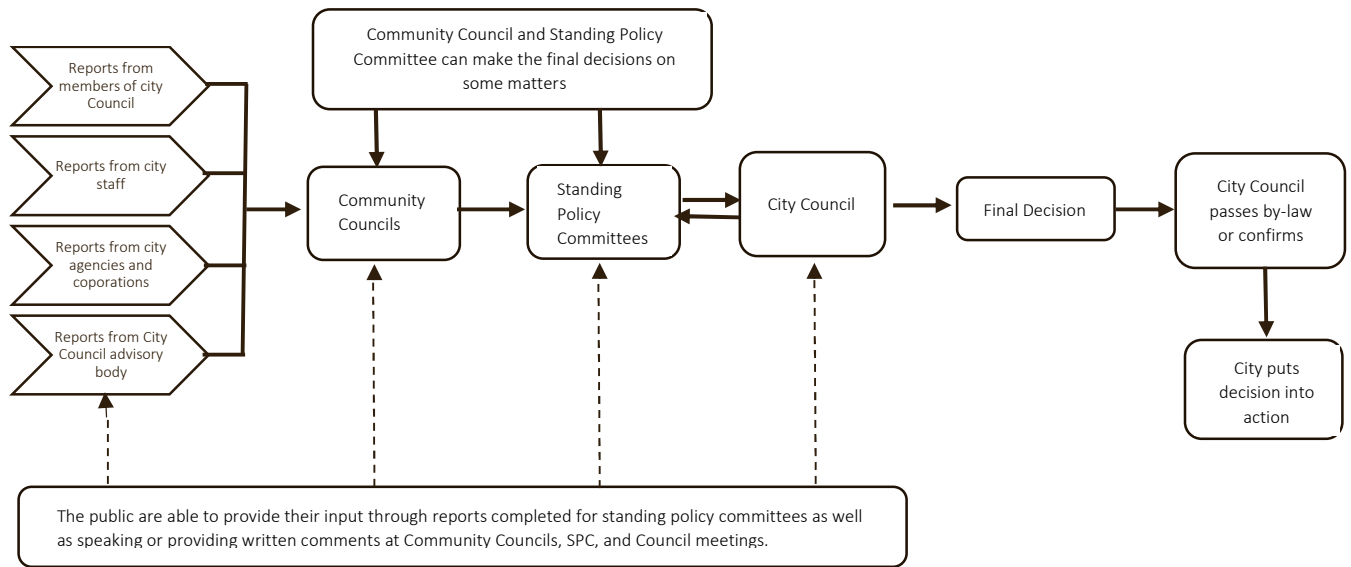 Community Council and Standing Policy
Committee can make the final decisions on
some matters
Reports from
members of city
Council
Reports from city
staff
Reports from city
agencies and
coporations
Reports from City
Council advisory
body
Community
Councils
Standing
Policy
Committees
City Council
Final Decision
City Council
passes by-law
or confirms
City puts
decision into
action
The public are able to provide their input through reports completed for standing policy committees as well
as speaking or providing written comments at Community Councils, SPC, and Council meetings.